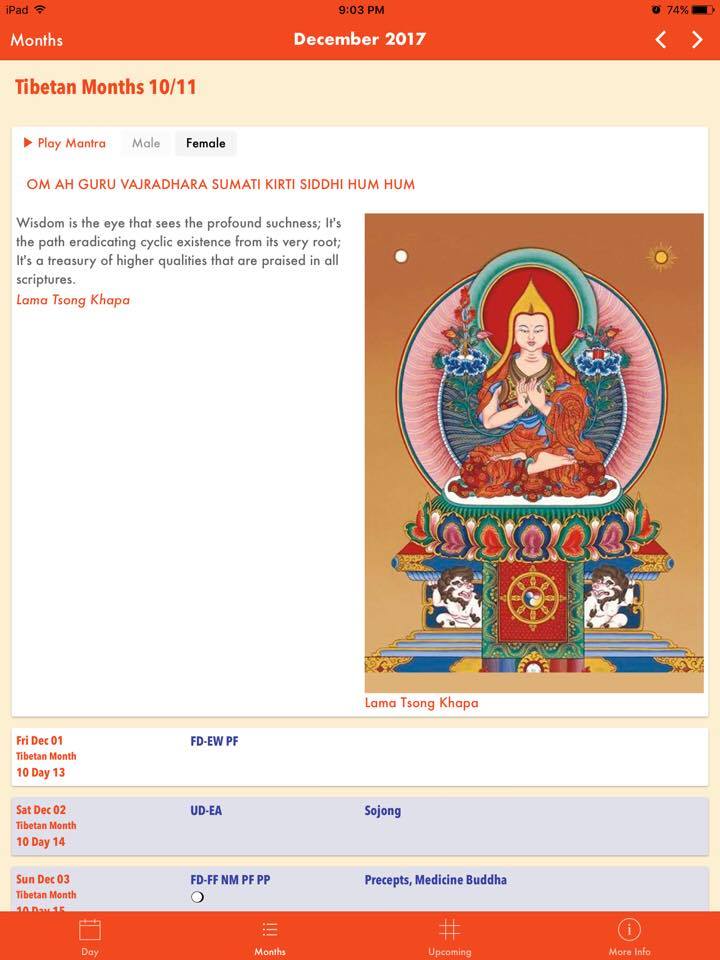 iPad 9:03 PM 74%
Months December 2017
Tibetan Months 10/11
Play Mantra Male Female
OM AH GURU VAJRADHARA SUMATI KIRTI SIDDHI HUM HUM
Wisdom is the eye that sees the profound suchness; It's
the path eradicating cyclic existence from its very root;
It's a treasury of higher qualities that are praised in all
scriptures.
Lama Tsong Khapa
Lama Tsong Khapa
Fri Dec 01 FD-EW PF
Tibetan Month
10 Day 13
Sat Dec 02 UD-EA Sojong
Tibetan Month
10 Day 14
Sun Dec 03 FD-FF NM PF PP Precepts, Medicine Buddha
Tibetan Month
10 Day 15
Day Months Upcoming More Info